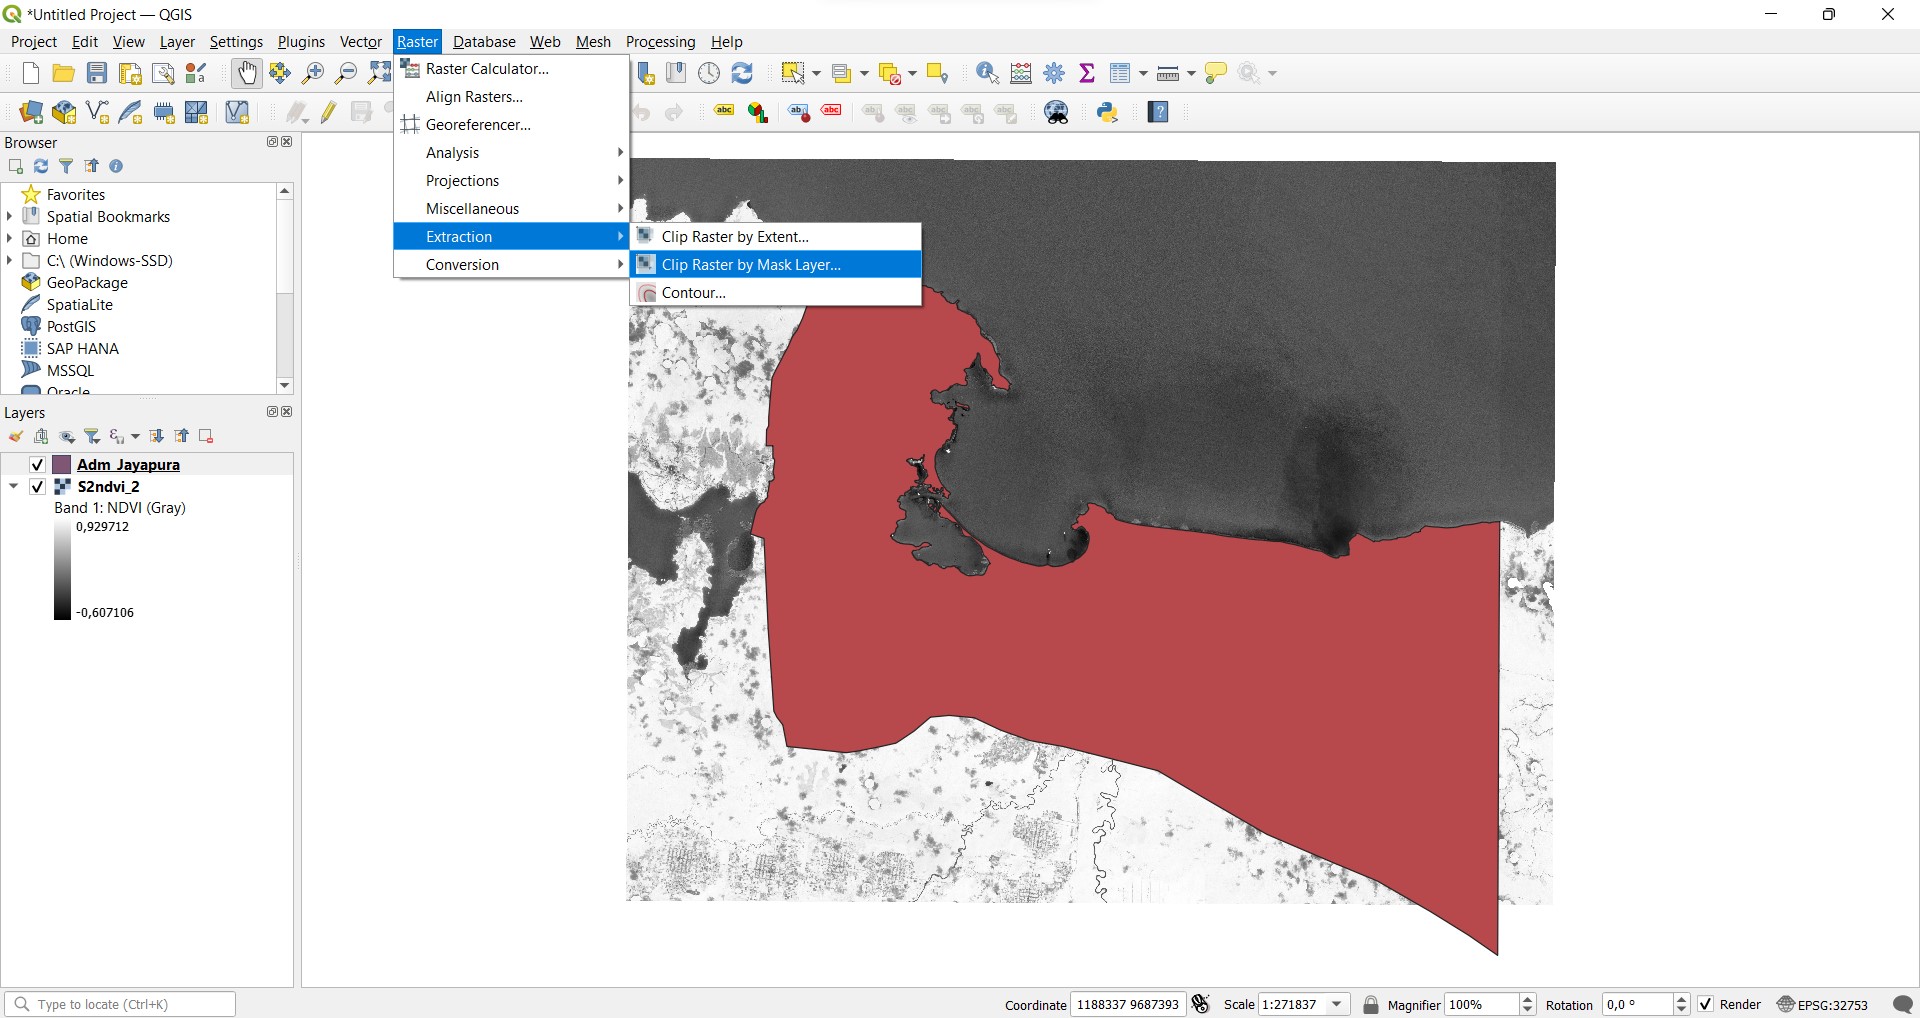 *Untitled Project — QGIS
Project Edit View Layer Settings Plugins Vector Raster Database Web Mesh Processing Help
Raster Calculator...
Align Rasters...
Georeferencer...
Analysis
Projections
Miscellaneous
Extraction
Conversion
Clip Raster by Extent...
Clip Raster by Mask Layer...
Contour...
abc
ab
abc
Browser
Favorites
Spatial Bookmarks
Home
C:\ (Windows-SSD)
GeoPackage
SpatiaLite
PostGIS
SAP HANA
MSSQL
Oracle
Layers
Adm Jayapura
S2ndvi_2
Band 1: NDVI (Gray)
0,929712
-0,607106
Type to locate (Ctrl+K)
Coordinate 1188337 9687393 Scale 1:271837 Magnifier 100% Rotation 0,0 ° Render EPSG:32753